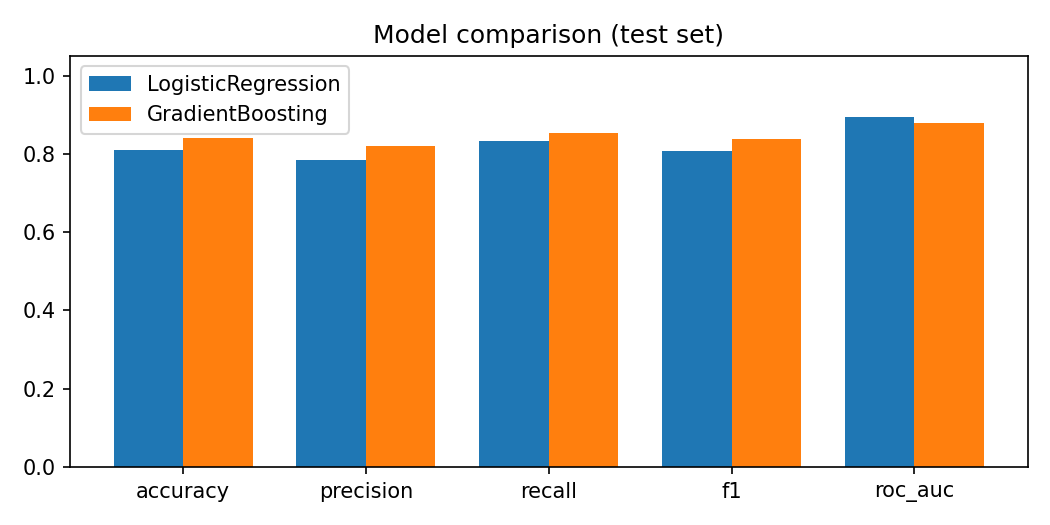 Model comparison (test set)
LogisticRegression
GradientBoosting
1.0
0.8
0.6
0.4
0.2
0.0
accuracy
precision
recall
f1
roc_auc